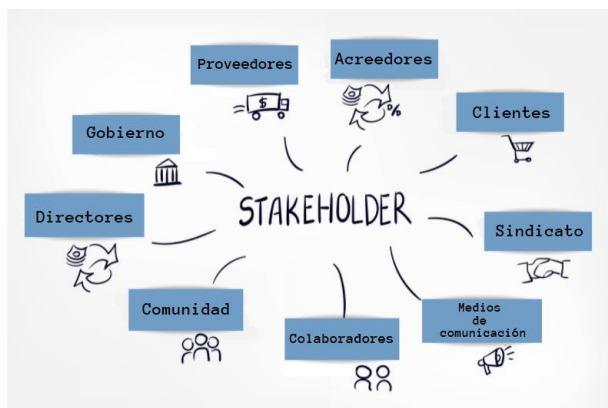 Proveedores
Acreedores
$
%
Clientes
Gobierno
Directores
STAKEHOLDER
Sindicato
Comunidad
Colaboradores
Medios
de
comunicación